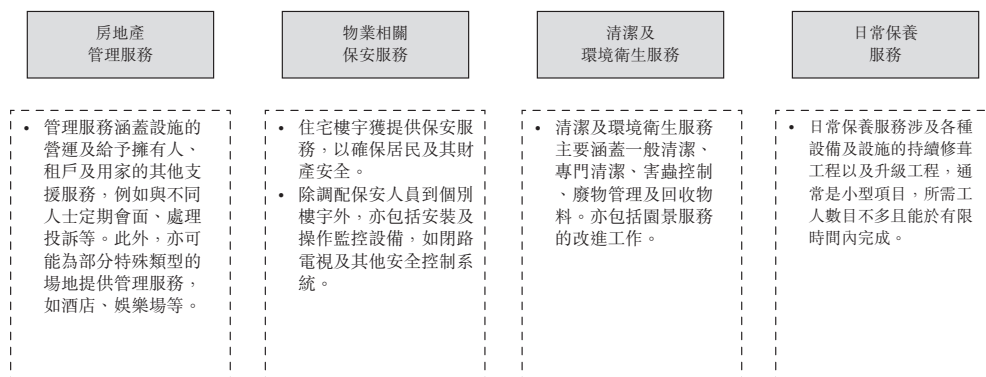 房地產
管理服務
物業相關
保安服務
清潔及
環境衛生服務
日常保養
服務
• 管理服務涵蓋設施的
營運及給予擁有人、
租戶及用家的其他支
援服務，例如與不同
人士定期會面、處理
投訴等。此外，亦可
能為部分特殊類型的
場地提供管理服務，
如酒店、娛樂場等。
• 住宅樓宇獲提供保安服
務，以確保居民及其財
產安全。
• 除調配保安人員到個別
樓宇外，亦包括安裝及
操作監控設備，如閉路
電視及其他安全控制系
統。
• 清潔及環境衛生服務
主要涵蓋一般清潔、
專門清潔、害蟲控制
、廢物管理及回收物
料。亦包括園景服務
的改進工作。
• 日常保養服務涉及各種
設備及設施的持續修葺
工程以及升級工程，通
常是小型項目，所需工
人數目不多且能於有限
時間內完成。